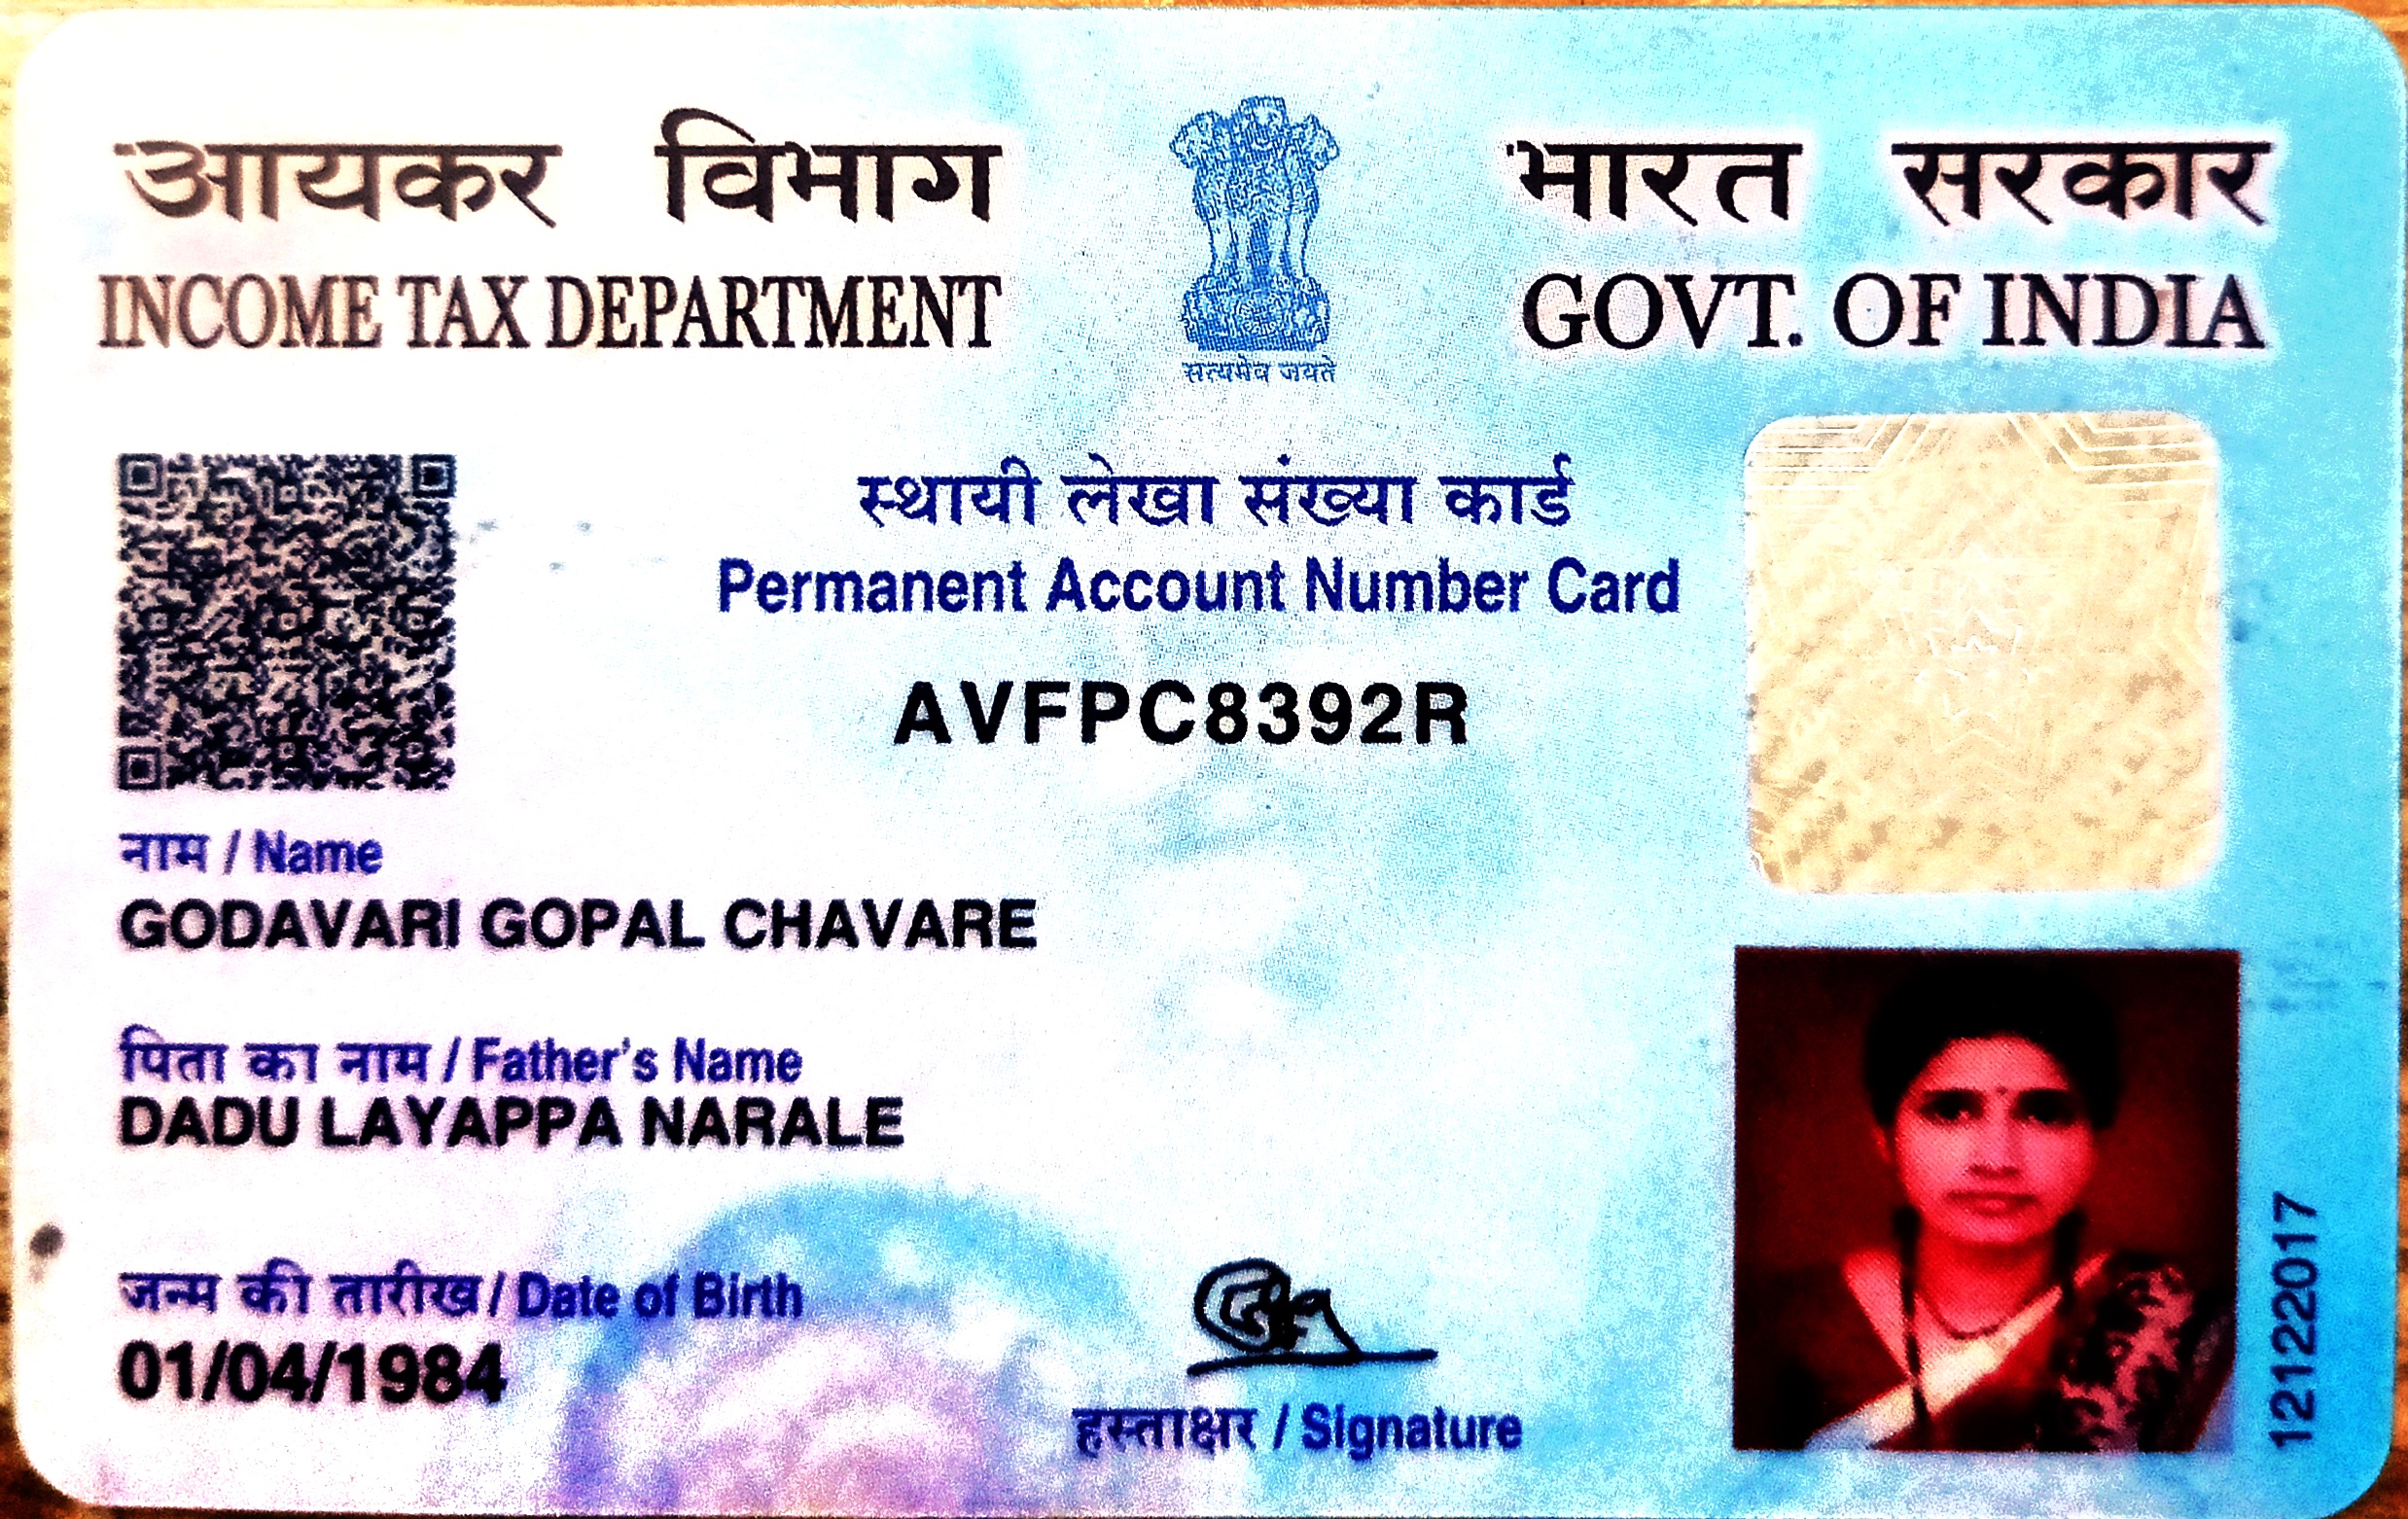 आयकर विभाग
INCOME TAX DEPARTMENT
भारत सरकार
GOVT. OF INDIA
सत्यमेव जयते
स्थायी लेखा संख्या कार्ड
Permanent Account Number Card
AVFPC8392R
नाम / Name
GODAVARI GOPAL CHAVARE
पिता का नाम / Father's Name
DADU LAYAPPA NARALE
जन्म की तारीख / Date of Birth
01/04/1984
हस्ताक्षर / Signature
12122017